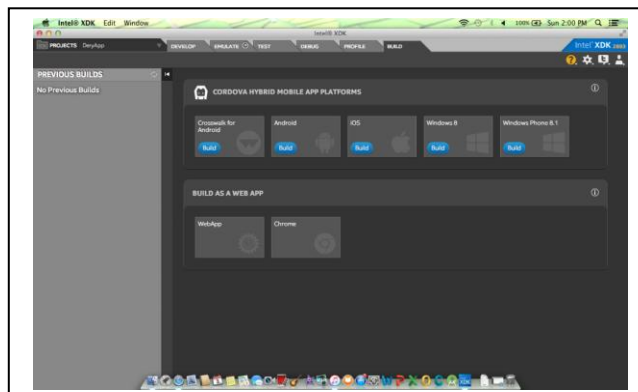 Intel® XDK Edit Window
100% Sun 2:00 PM
Intel® XDK
PROJECTS DeryApp
DEVELOP EMULATE TEST DEBUG PROFILE BUILD
Intel XDK
PREVIOUS BUILDS
No Previous Builds
CORDOVA HYBRID MOBILE APP PLATFORMS
Crosswalk for Android
Build
Android
Build
iOS
Build
Windows 8
Build
Windows Phone 8.1
Build
BUILD AS A WEB APP
WebApp
Chrome